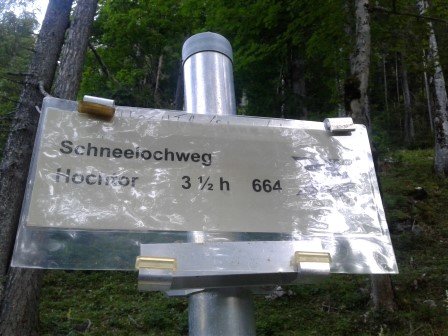 Schneelochweg
Hochtor 3 ½ h 664